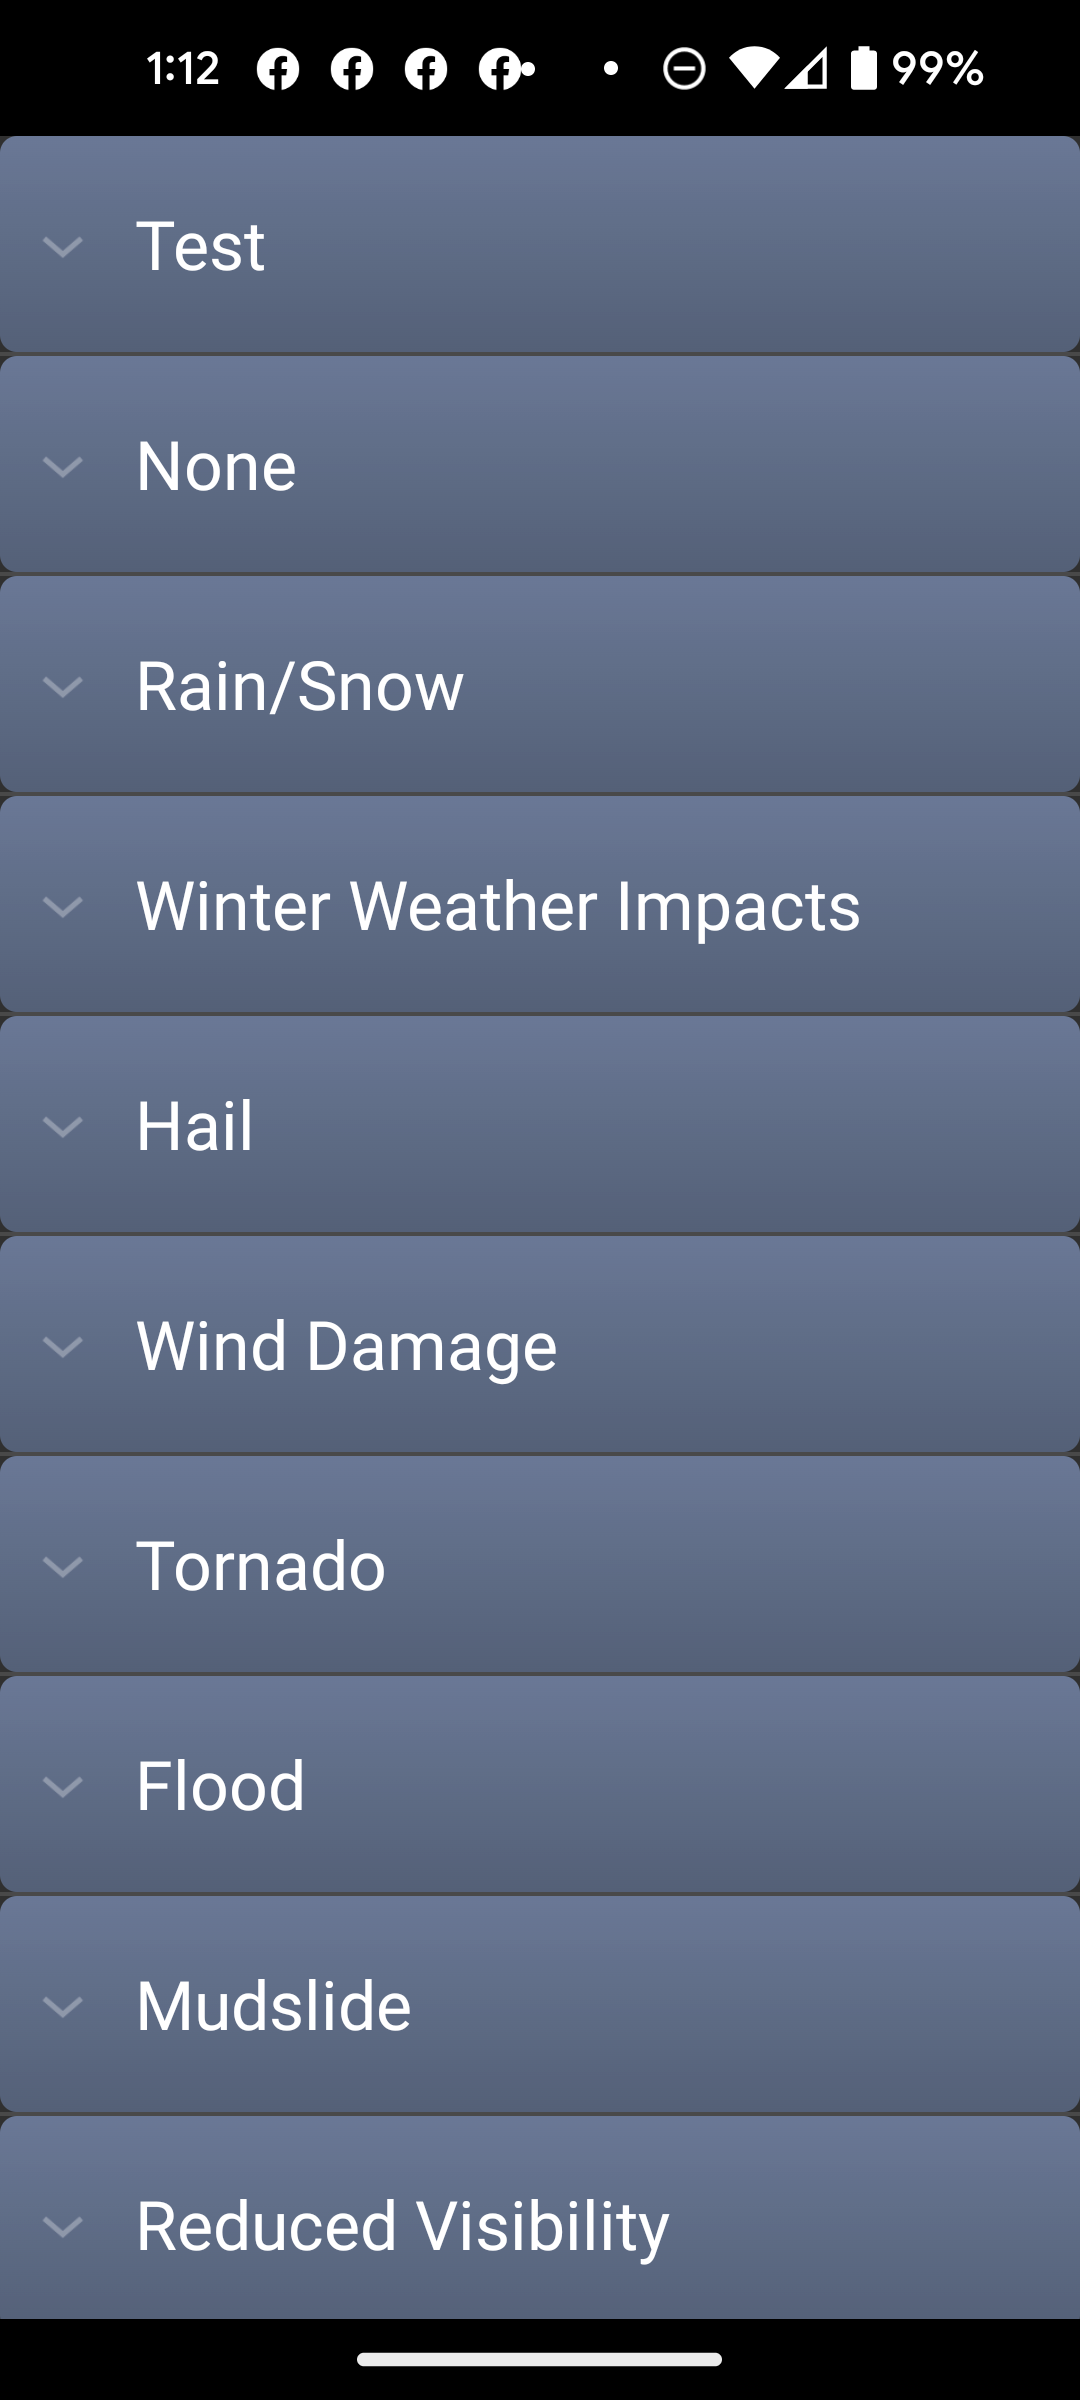 1:12 99%
Test
None
Rain/Snow
Winter Weather Impacts
Hail
Wind Damage
Tornado
Flood
Mudslide
Reduced Visibility